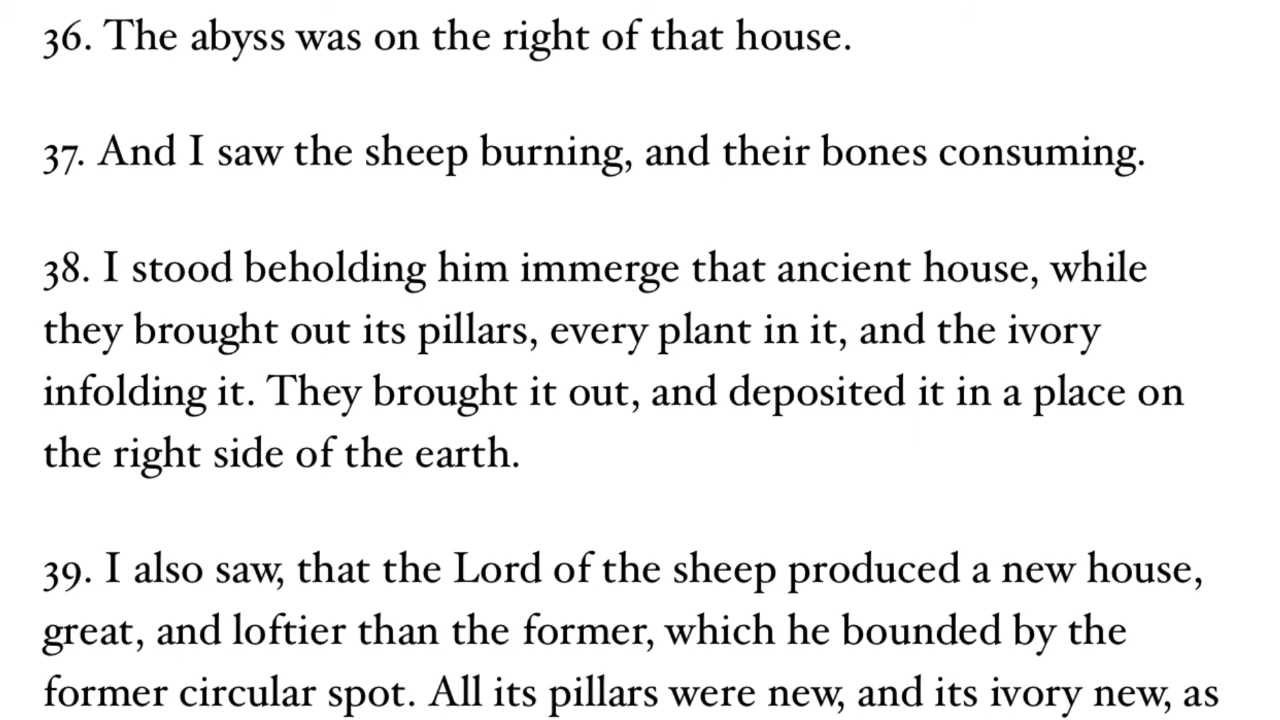 36. The abyss was on the right of that house.
37. And I saw the sheep burning, and their bones consuming.
38. I stood beholding him immerge that ancient house, while
they brought out its pillars, every plant in it, and the ivory
infolding it. They brought it out, and deposited it in a place on
the right side of the earth.
39. I also saw, that the Lord of the sheep produced a new house,
great, and loftier than the former, which he bounded by the
former circular spot. All its pillars were new, and its ivory new, as